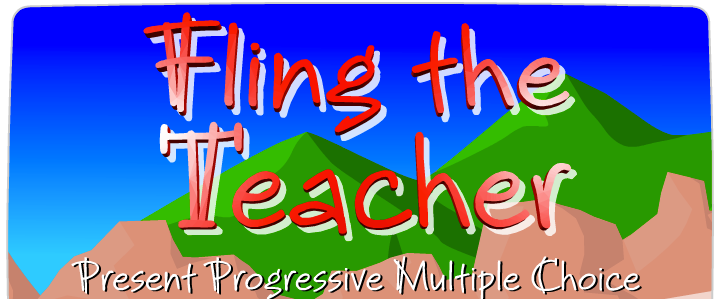 Fling the
Teacher
Present Progressive Multiple Choice